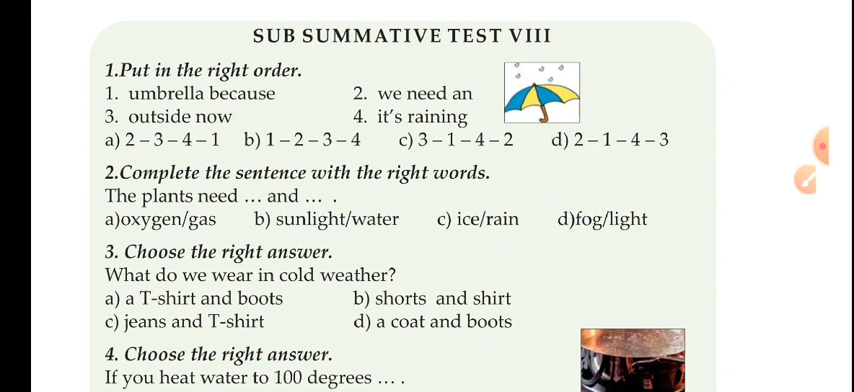 SUB SUMMATIVE TEST VIII
1.Put in the right order.
1. umbrella because 2. we need an
3. outside now 4. it's raining
a) 2 – 3 – 4 – 1 b) 1 – 2 – 3 – 4 c) 3 – 1 – 4 – 2 d) 2 – 1 – 4 – 3
2.Complete the sentence with the right words.
The plants need … and … .
a)oxygen/gas b) sunlight/water c) ice/rain d)fog/light
3. Choose the right answer.
What do we wear in cold weather?
a) a T-shirt and boots b) shorts and shirt
c) jeans and T-shirt d) a coat and boots
4. Choose the right answer.
If you heat water to 100 degrees … .